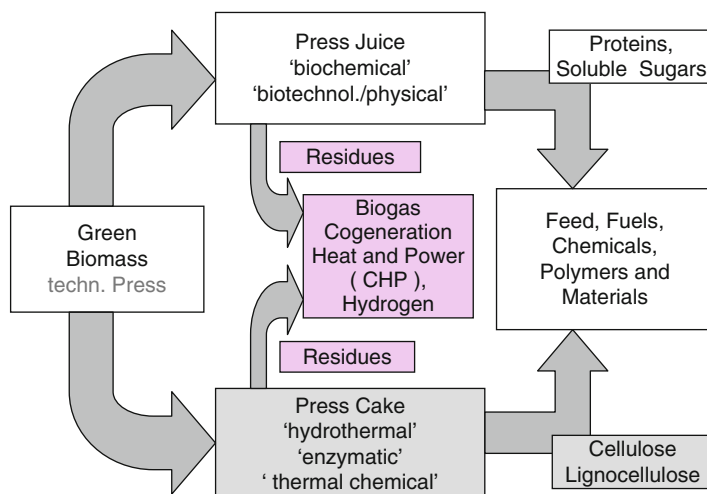 Press Juice
‘biochemical’
‘biotechnol./physical’
Proteins,
Soluble Sugars
Residues
Green
Biomass
techn. Press
Biogas
Cogeneration
Heat and Power
( CHP ),
Hydrogen
Feed, Fuels,
Chemicals,
Polymers and
Materials
Residues
Press Cake
‘hydrothermal’
‘enzymatic’
‘ thermal chemical’
Cellulose
Lignocellulose